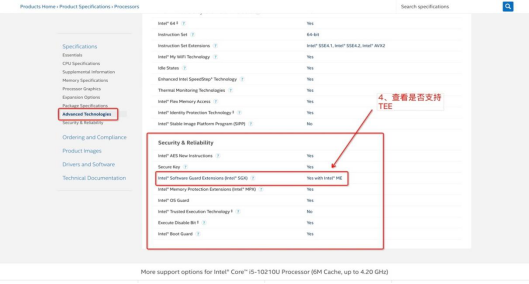 Products Home › Product Specifications › Processors
Search specifications
Intel® 64 ‡ ? Yes
Instruction Set ? 64-bit
Instruction Set Extensions ? Intel® SSE4.1, Intel® SSE4.2, Intel® AVX2
Intel® My WiFi Technology ? Yes
Idle States ? Yes
Enhanced Intel SpeedStep® Technology ? Yes
Thermal Monitoring Technologies ? Yes
Intel® Flex Memory Access ? Yes
Intel® Identity Protection Technology ‡ ? Yes
Intel® Stable Image Platform Program (SIPP) ? No
Specifications
Essentials
CPU Specifications
Supplemental Information
Memory Specifications
Processor Graphics
Expansion Options
Package Specifications
Advanced Technologies
Security & Reliability
Ordering and Compliance
Product Images
Drivers and Software
Technical Documentation
4、查看是否支持
TEE
Security & Reliability
Intel® AES New Instructions ? Yes
Secure Key ? Yes
Intel® Software Guard Extensions (Intel® SGX) ? Yes with Intel® ME
Intel® Memory Protection Extensions (Intel® MPX) ? Yes
Intel® OS Guard Yes
Intel® Trusted Execution Technology ‡ ? No
Execute Disable Bit ‡ ? Yes
Intel® Boot Guard ? Yes
More support options for Intel® Core™ i5-10210U Processor (6M Cache, up to 4.20 GHz)